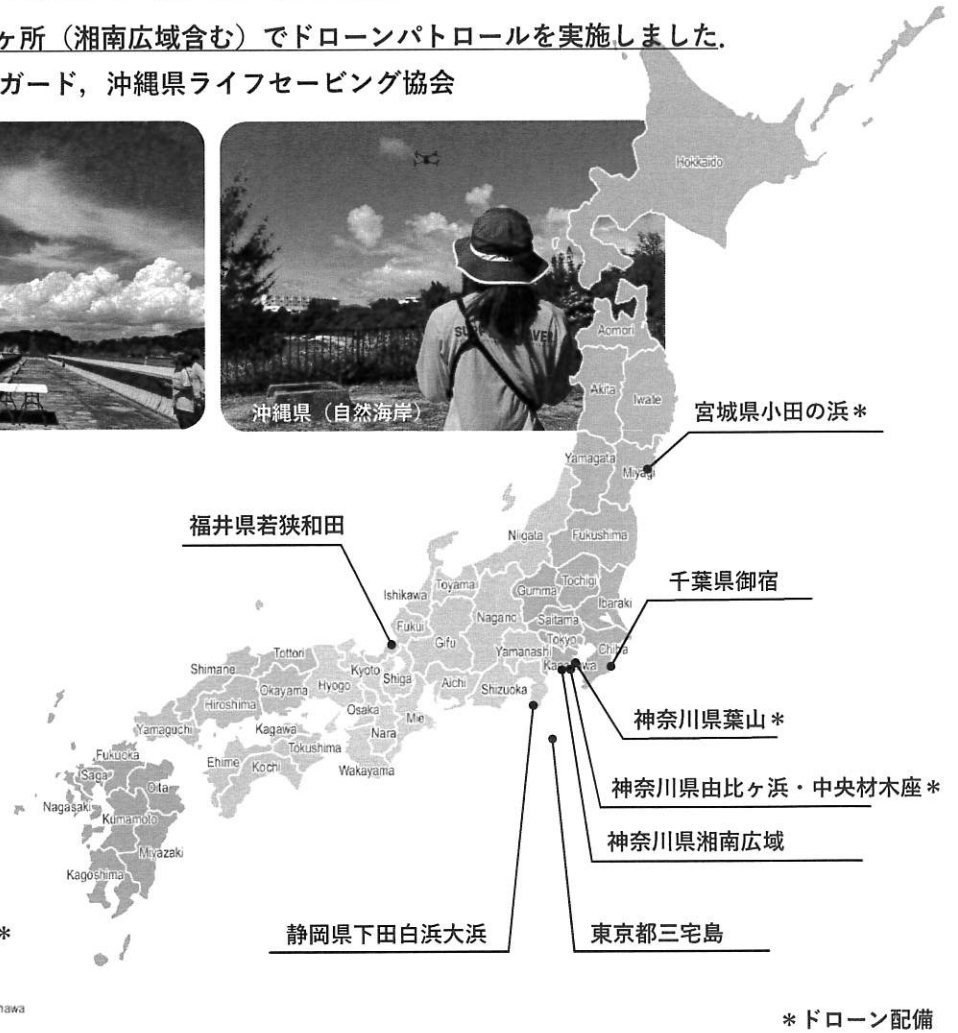 ヶ所（湘南広域含む）でドローンパトロールを実施しました.
ガード，沖縄県ライフセービング協会
沖縄県（自然海岸）
Hokkaido
Aomori
Akita
Iwate
宮城県小田の浜＊
Yamagata
Miyagi
福井県若狭和田
Niigata
Fukushima
千葉県御宿
Ishikawa
Toyama
Gumma
Tochigi
Ibaraki
Fukui
Nagano
Saitama
Gifu
Tokyo
Chiba
Yamanashi
Kanagawa
Shimane
Tottori
Kyoto
Shiga
Aichi
Shizuoka
Hiroshima
Okayama
Hyogo
Osaka
Mie
神奈川県葉山＊
Yamaguchi
Kagawa
Nara
Tokushima
Fukuoka
Ehime
Kochi
Wakayama
Saga
Oita
神奈川県由比ヶ浜・中央材木座＊
Nagasaki
Kumamoto
神奈川県湘南広域
Miyazaki
Kagoshima
＊
静岡県下田白浜大浜
東京都三宅島
nawa
＊ドローン配備